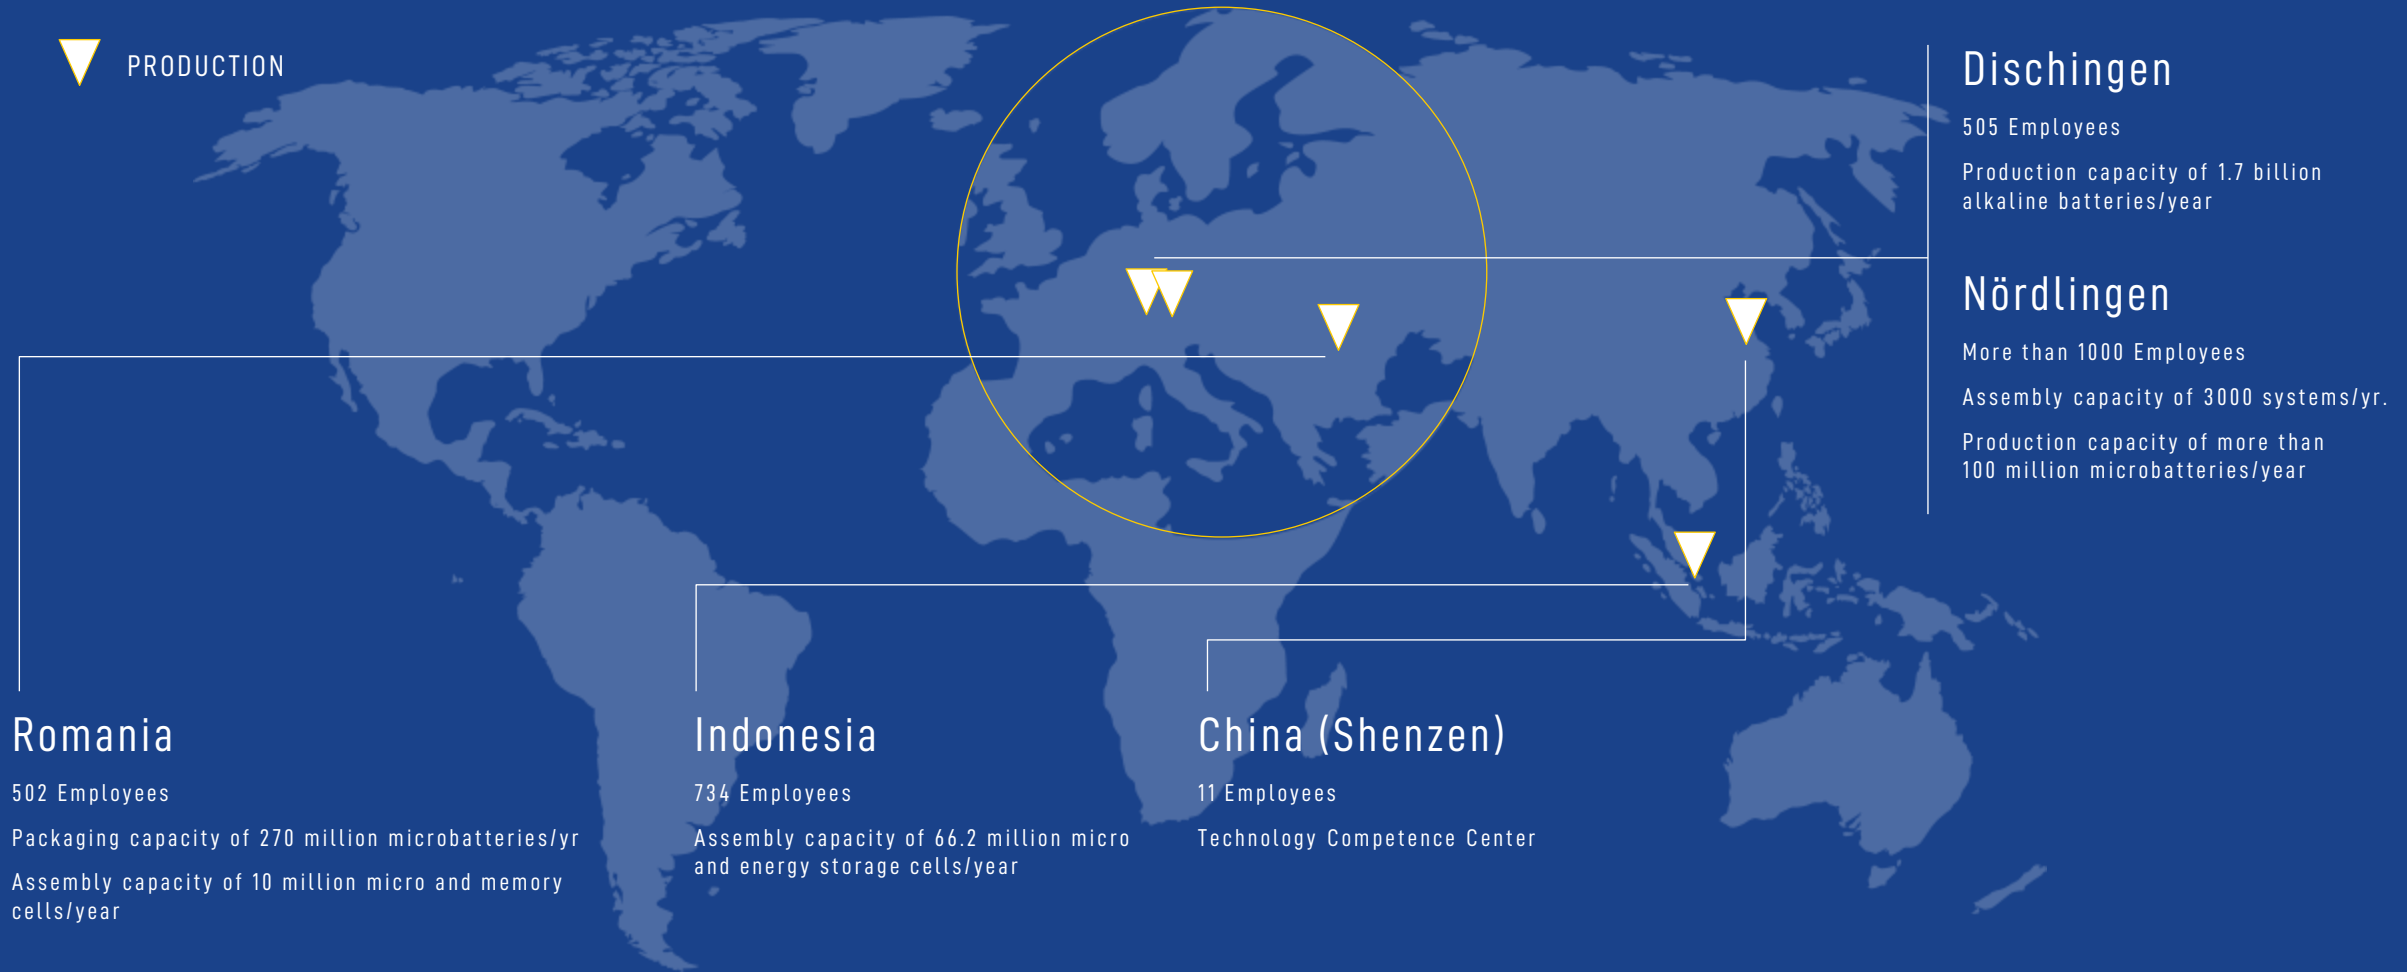 PRODUCTION
Dischingen
505 Employees
Production capacity of 1.7 billion
alkaline batteries/year
Nördlingen
More than 1000 Employees
Assembly capacity of 3000 systems/yr.
Production capacity of more than
100 million microbatteries/year
Romania
502 Employees
Packaging capacity of 270 million microbatteries/yr
Assembly capacity of 10 million micro and memory
cells/year
Indonesia
734 Employees
Assembly capacity of 66.2 million micro
and energy storage cells/year
China (Shenzen)
11 Employees
Technology Competence Center